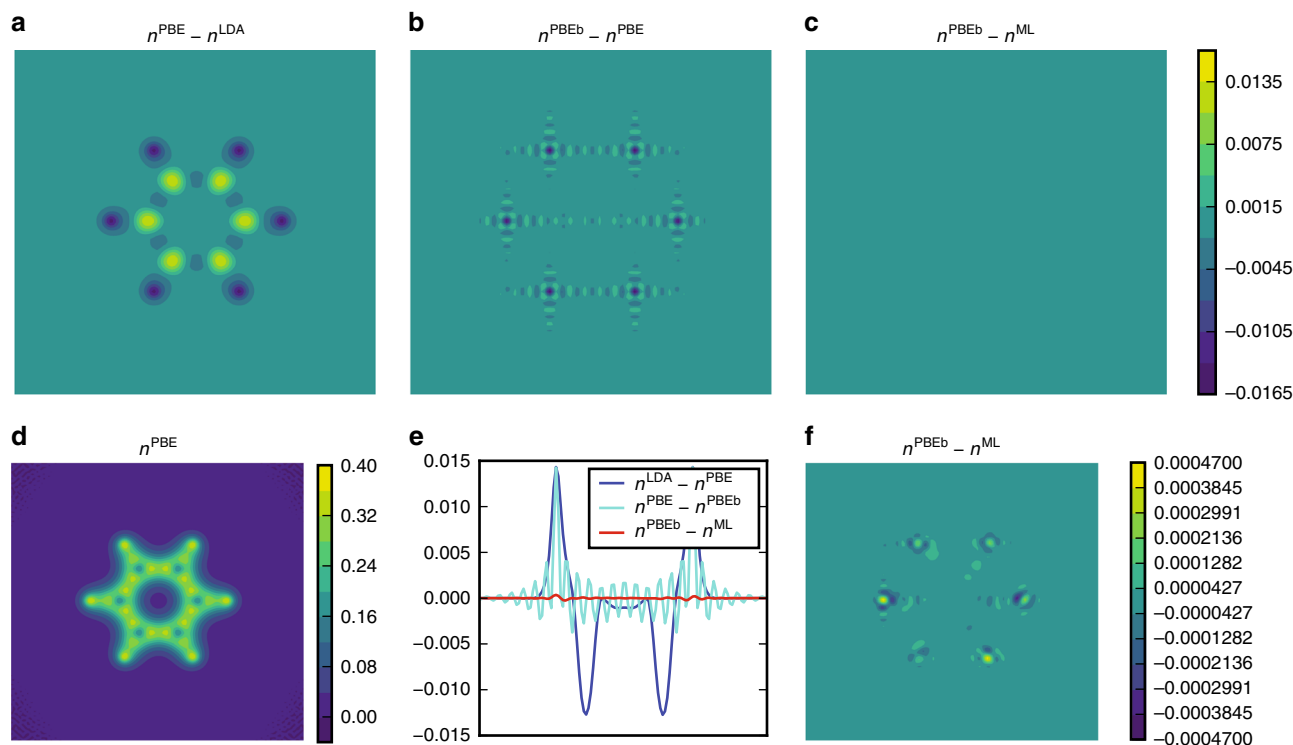 a
n^PBE – n^LDA
b
n^PBEb – n^PBE
c
n^PBEb – n^ML
0.0135
0.0075
0.0015
–0.0045
–0.0105
–0.0165
d
n^PBE
0.40
0.32
0.24
0.16
0.08
0.00
e
0.015
0.010
0.005
0.000
–0.005
–0.010
–0.015
n^LDA – n^PBE
n^PBE – n^PBEb
n^PBEb – n^ML
f
n^PBEb – n^ML
0.0004700
0.0003845
0.0002991
0.0002136
0.0001282
0.0000427
–0.0000427
–0.0001282
–0.0002136
–0.0002991
–0.0003845
–0.0004700